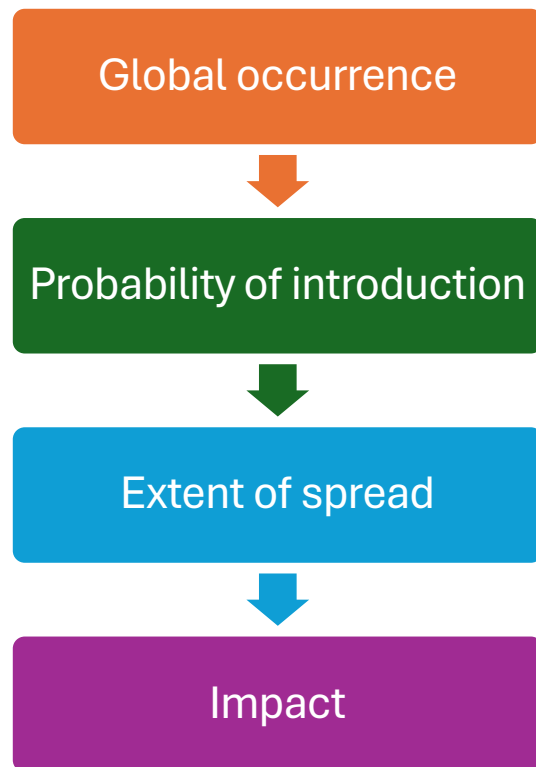 Global occurrence
Probability of introduction
Extent of spread
Impact